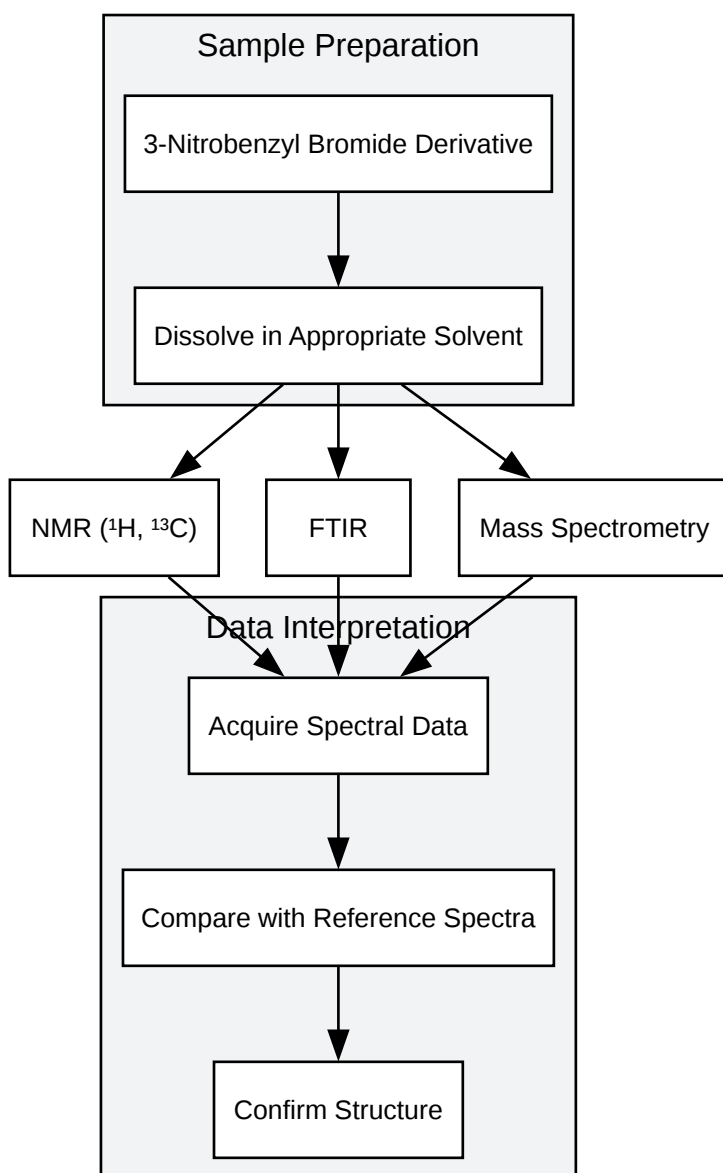 Sample Preparation
3-Nitrobenzyl Bromide Derivative
Dissolve in Appropriate Solvent
NMR (¹H, ¹³C)
FTIR
Mass Spectrometry
Data Interpretation
Acquire Spectral Data
Compare with Reference Spectra
Confirm Structure